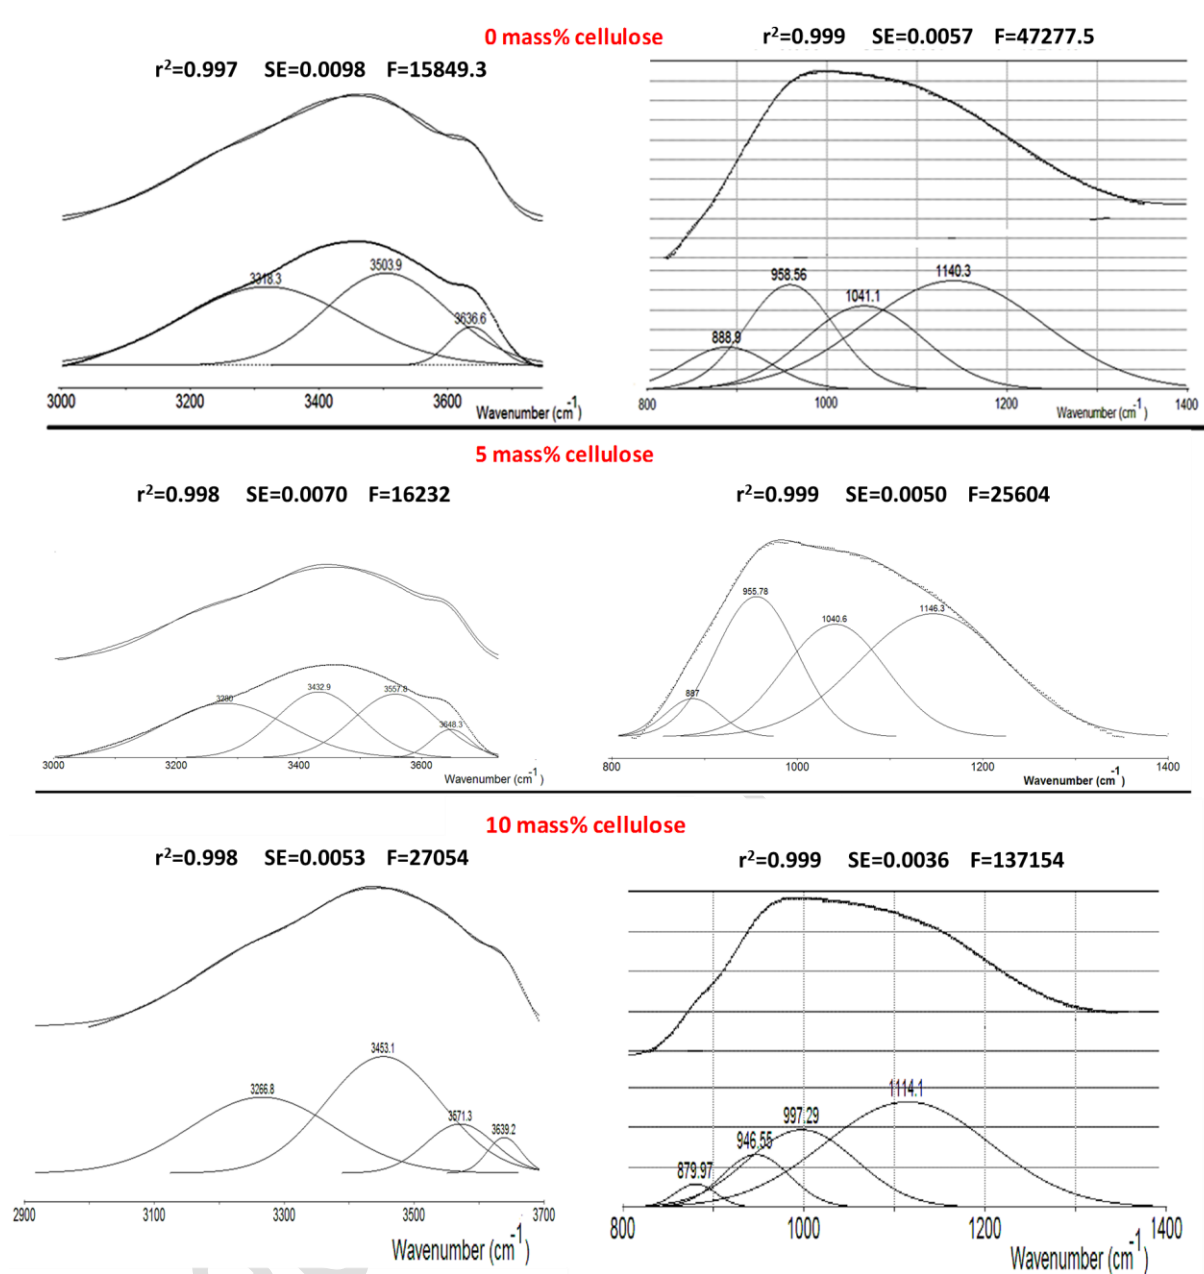 0 mass% cellulose
r²=0.997 SE=0.0098 F=15849.3
r²=0.999 SE=0.0057 F=47277.5
3318.3
3503.9
3636.6
3000 3200 3400 3600
Wavenumber (cm⁻¹)
888.9
958.56
1041.1
1140.3
800 1000 1200 1400
Wavenumber (cm⁻¹)
5 mass% cellulose
r²=0.998 SE=0.0070 F=16232
r²=0.999 SE=0.0050 F=25604
3280
3432.9
3557.8
3648.3
3000 3200 3400 3600
Wavenumber (cm⁻¹)
887
955.78
1040.6
1146.3
800 1000 1200 1400
Wavenumber (cm⁻¹)
10 mass% cellulose
r²=0.998 SE=0.0053 F=27054
r²=0.999 SE=0.0036 F=137154
3266.8
3453.1
3571.3
3639.2
2900 3100 3300 3500 3700
Wavenumber (cm⁻¹)
879.97
946.55
997.29
1114.1
800 1000 1200 1400
Wavenumber (cm⁻¹)